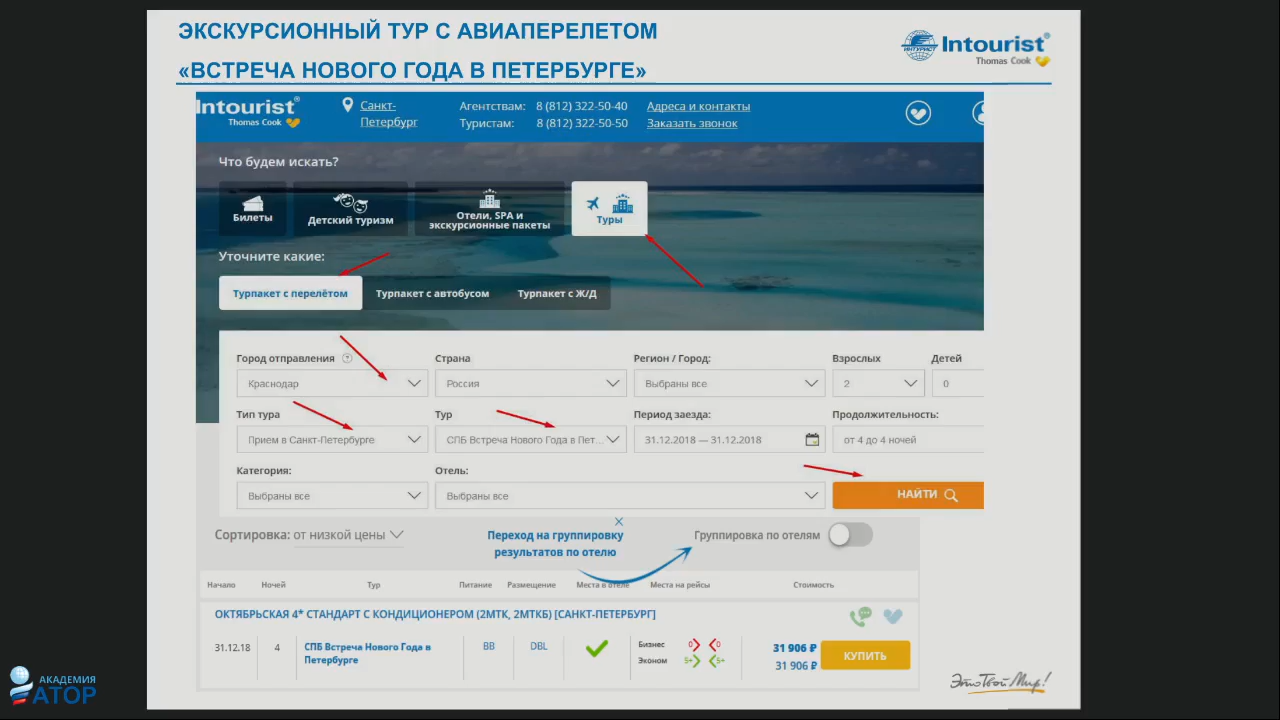 ЭКСКУРСИОННЫЙ ТУР С АВИАПЕРЕЛЕТОМ
«ВСТРЕЧА НОВОГО ГОДА В ПЕТЕРБУРГЕ»
ИНТУРИСТ
Intourist®
Thomas Cook
Intourist®
Thomas Cook
Санкт-
Петербург
Агентствам: 8 (812) 322-50-40
Туристам: 8 (812) 322-50-50
Адреса и контакты
Заказать звонок
Что будем искать?
Билеты
Детский туризм
Отели, SPA и
экскурсионные пакеты
Туры
Уточните какие:
Турпакет с перелётом
Турпакет с автобусом
Турпакет с Ж/Д
Город отправления ?
Страна
Регион / Город:
Взрослых
Детей
Краснодар
Россия
Выбраны все
2
0
Тип тура
Тур
Период заезда:
Продолжительность:
Прием в Санкт-Петербурге
СПБ Встреча Нового Года в Пет...
31.12.2018 — 31.12.2018
от 4 до 4 ночей
Категория:
Отель:
Выбраны все
Выбраны все
НАЙТИ
Сортировка: от низкой цены
Переход на группировку
результатов по отелю
Группировка по отелям
Начало Ночей Тур Питание Размещение Места в отеле Места на рейсы Стоимость
ОКТЯБРЬСКАЯ 4* СТАНДАРТ С КОНДИЦИОНЕРОМ (2МТК, 2МТКБ) [САНКТ-ПЕТЕРБУРГ]
31.12.18
4
СПБ Встреча Нового Года в
Петербурге
BB
DBL
Бизнес 0 0
Эконом 5+ 5+
31 906 ₽
31 906 ₽
КУПИТЬ
Это Твой Мир!
АКАДЕМИЯ
АТОР